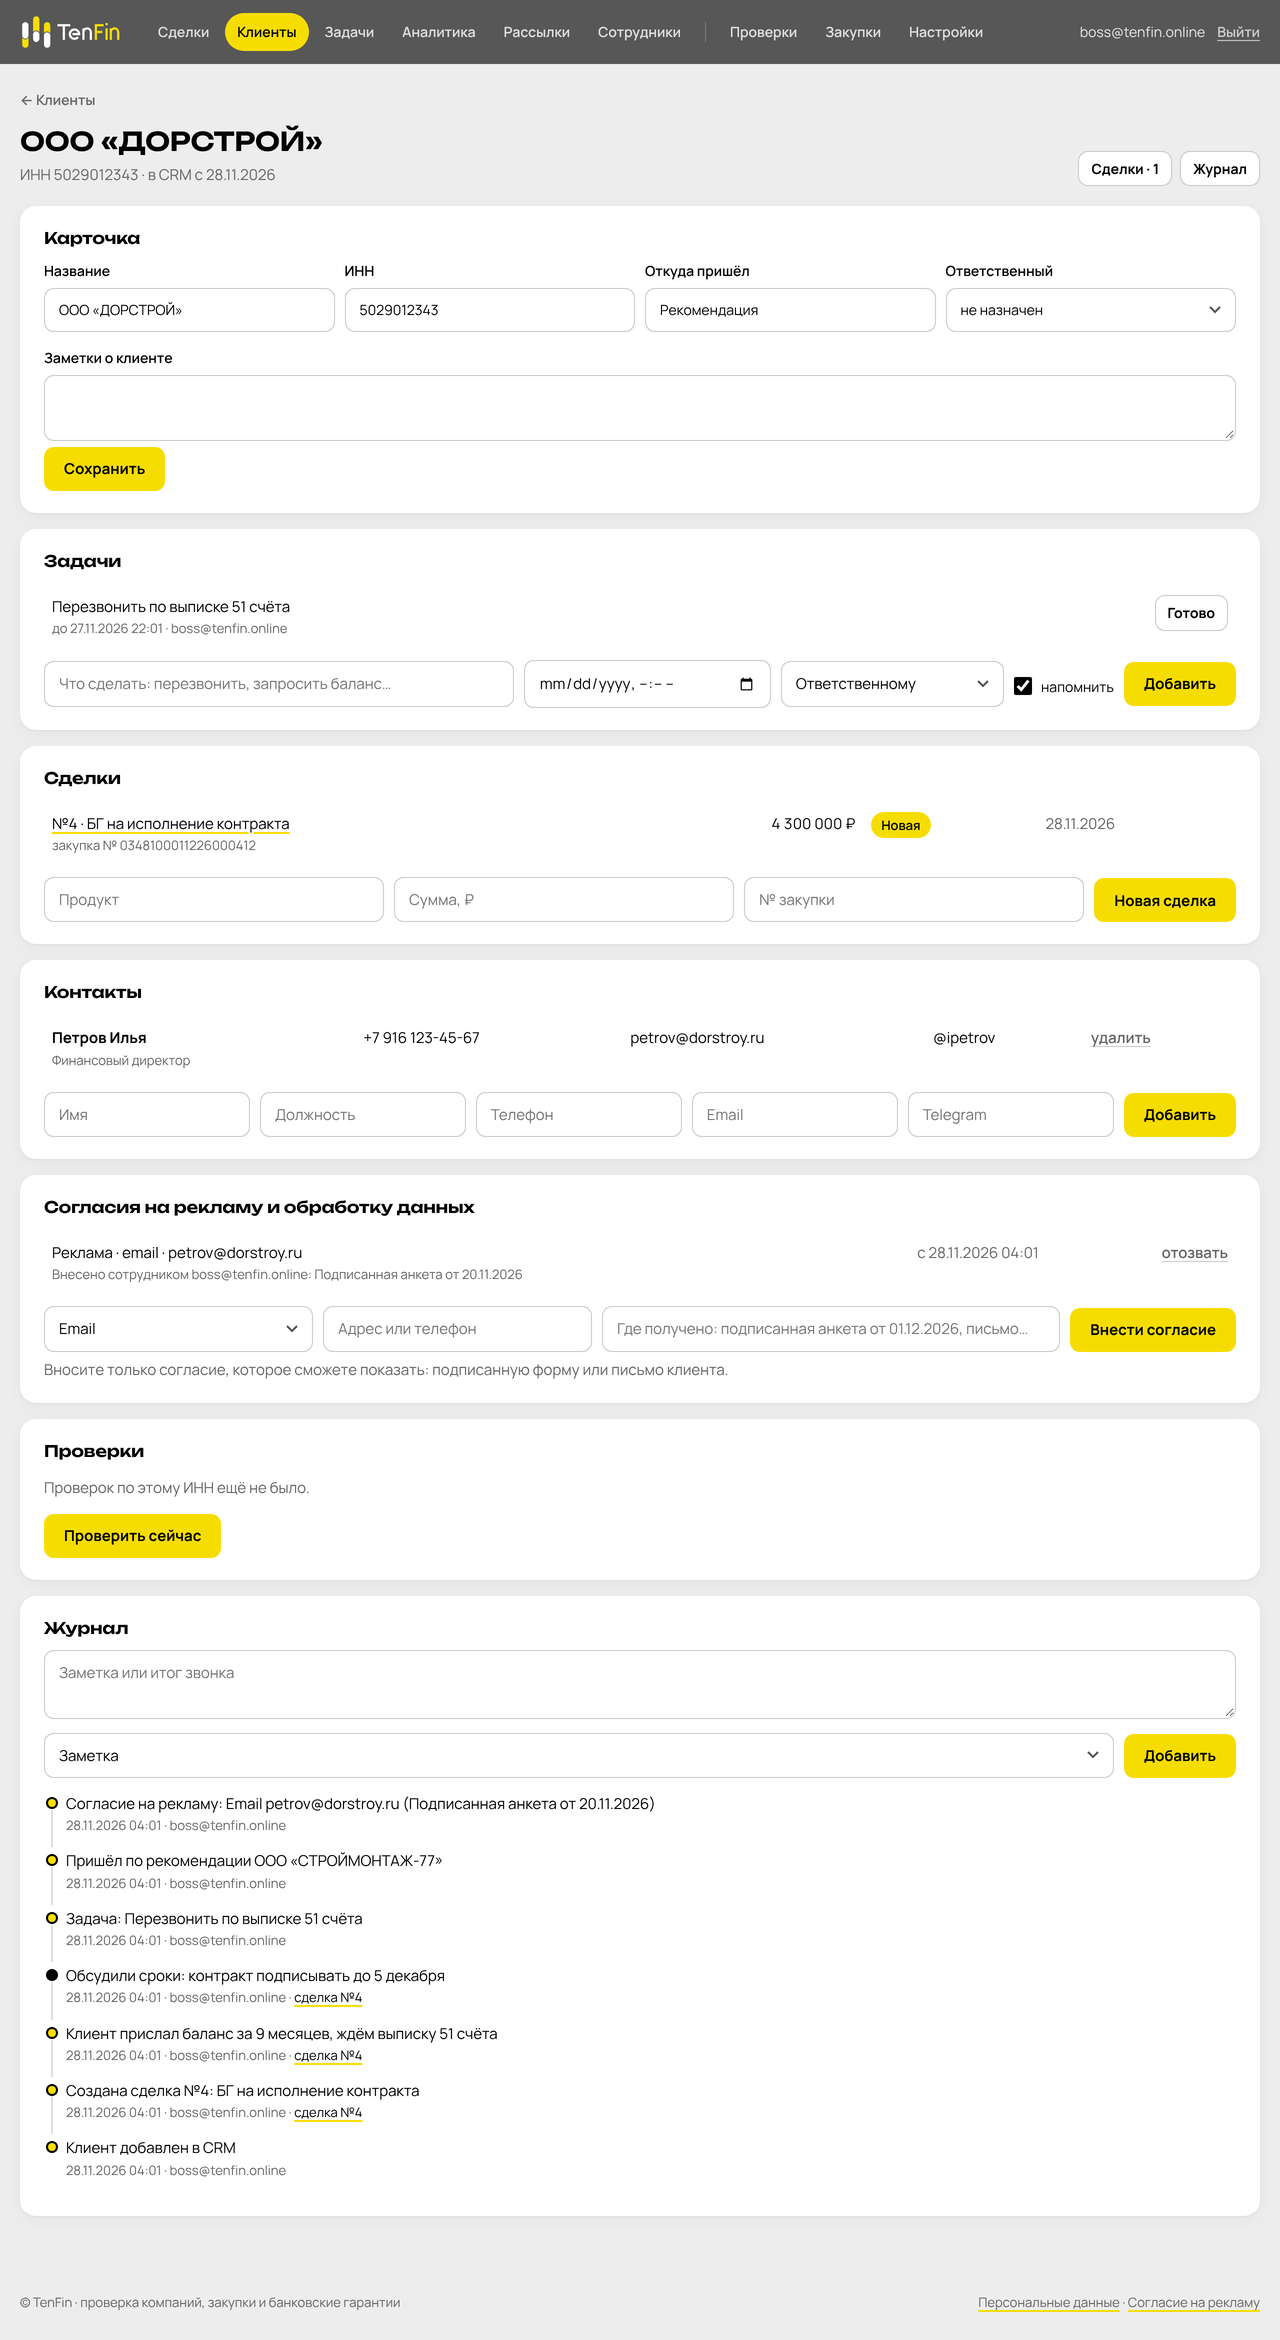 TenFin Сделки Клиенты Задачи Аналитика Рассылки Сотрудники Проверки Закупки Настройки boss@tenfin.online Выйти
← Клиенты
ООО «ДОРСТРОЙ»
ИНН 5029012343 · в CRM с 28.11.2026
Сделки · 1 Журнал
Карточка
Название ИНН Откуда пришёл Ответственный
ООО «ДОРСТРОЙ» 5029012343 Рекомендация не назначен
Заметки о клиенте
Сохранить
Задачи
Перезвонить по выписке 51 счёта
до 27.11.2026 22:01 · boss@tenfin.online
Готово
Что сделать: перезвонить, запросить баланс… mm/dd/yyyy, --:-- -- Ответственному напомнить Добавить
Сделки
№4 · БГ на исполнение контракта 4 300 000 ₽ Новая 28.11.2026
закупка № 0348100011226000412
Продукт Сумма, ₽ № закупки Новая сделка
Контакты
Петров Илья +7 916 123-45-67 petrov@dorstroy.ru @ipetrov удалить
Финансовый директор
Имя Должность Телефон Email Telegram Добавить
Согласия на рекламу и обработку данных
Реклама · email · petrov@dorstroy.ru с 28.11.2026 04:01 отозвать
Внесено сотрудником boss@tenfin.online: Подписанная анкета от 20.11.2026
Email Адрес или телефон Где получено: подписанная анкета от 01.12.2026, письмо… Внести согласие
Вносите только согласие, которое сможете показать: подписанную форму или письмо клиента.
Проверки
Проверок по этому ИНН ещё не было.
Проверить сейчас
Журнал
Заметка или итог звонка
Заметка Добавить
Согласие на рекламу: Email petrov@dorstroy.ru (Подписанная анкета от 20.11.2026)
28.11.2026 04:01 · boss@tenfin.online
Пришёл по рекомендации ООО «СТРОЙМОНТАЖ-77»
28.11.2026 04:01 · boss@tenfin.online
Задача: Перезвонить по выписке 51 счёта
28.11.2026 04:01 · boss@tenfin.online
Обсудили сроки: контракт подписывать до 5 декабря
28.11.2026 04:01 · boss@tenfin.online · сделка №4
Клиент прислал баланс за 9 месяцев, ждём выписку 51 счёта
28.11.2026 04:01 · boss@tenfin.online · сделка №4
Создана сделка №4: БГ на исполнение контракта
28.11.2026 04:01 · boss@tenfin.online · сделка №4
Клиент добавлен в CRM
28.11.2026 04:01 · boss@tenfin.online
© TenFin · проверка компаний, закупки и банковские гарантии Персональные данные · Согласие на рекламу